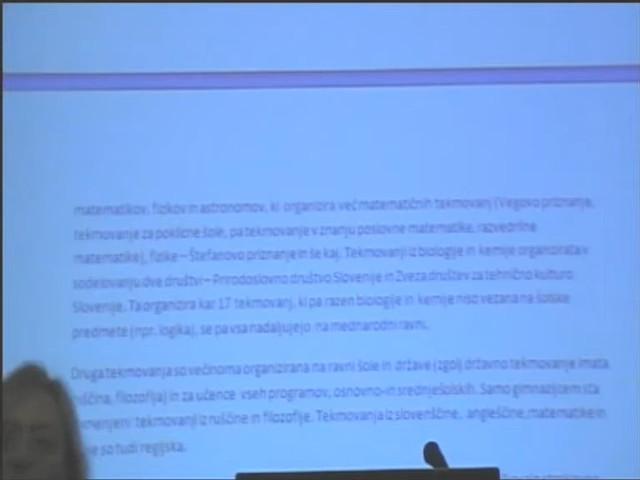 matematikov, fizikov in astronomov, ki organizira več matematičnih tekmovanj (Vegovo priznanje,
tekmovanje za poklicne šole, pa tekmovanje v znanju poslovne matematike, razvedrilne
matematike), fizike – Štefanovo priznanje in še kaj. Tekmovanji iz biologije in kemije organizirata v
sodelovanju dve društvi – Prirodoslovno društvo Slovenije in Zveza društev za tehnično kulturo
Slovenije. Ta organizira kar 17 tekmovanj, ki pa razen biologije in kemije niso vezana na šolske
predmete (npr. logika), se pa vsa nadaljujejo na mednarodni ravni.
Druga tekmovanja so večinoma organizirana na ravni šole in države (zgolj državno tekmovanje imata
ruščina, filozofija) in za učence vseh programov, osnovno- in srednješolskih. Samo gimnazijcem sta
namenjeni tekmovanji iz ruščine in filozofije. Tekmovanja iz slovenščine, angleščine, matematike in
so tudi regijska.